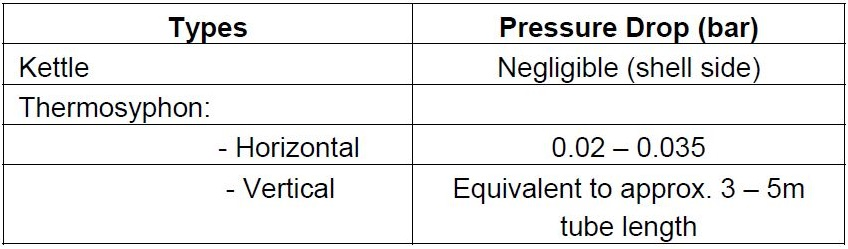 Types Pressure Drop (bar)
Kettle Negligible (shell side)
Thermosyphon:
- Horizontal 0.02 – 0.035
- Vertical Equivalent to approx. 3 – 5m
tube length